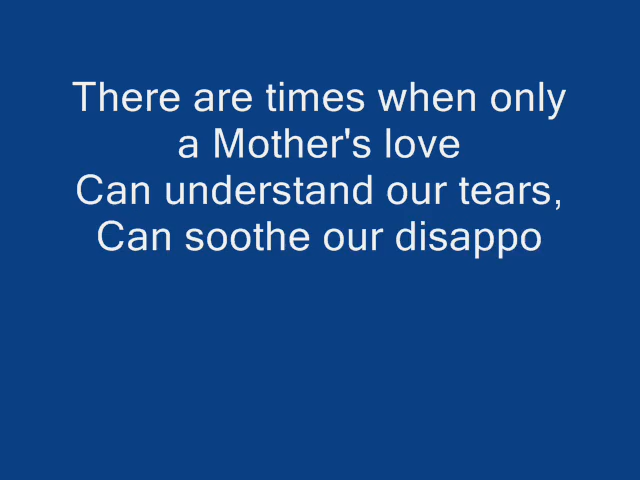 There are times when only
a Mother's love
Can understand our tears,
Can soothe our disappo